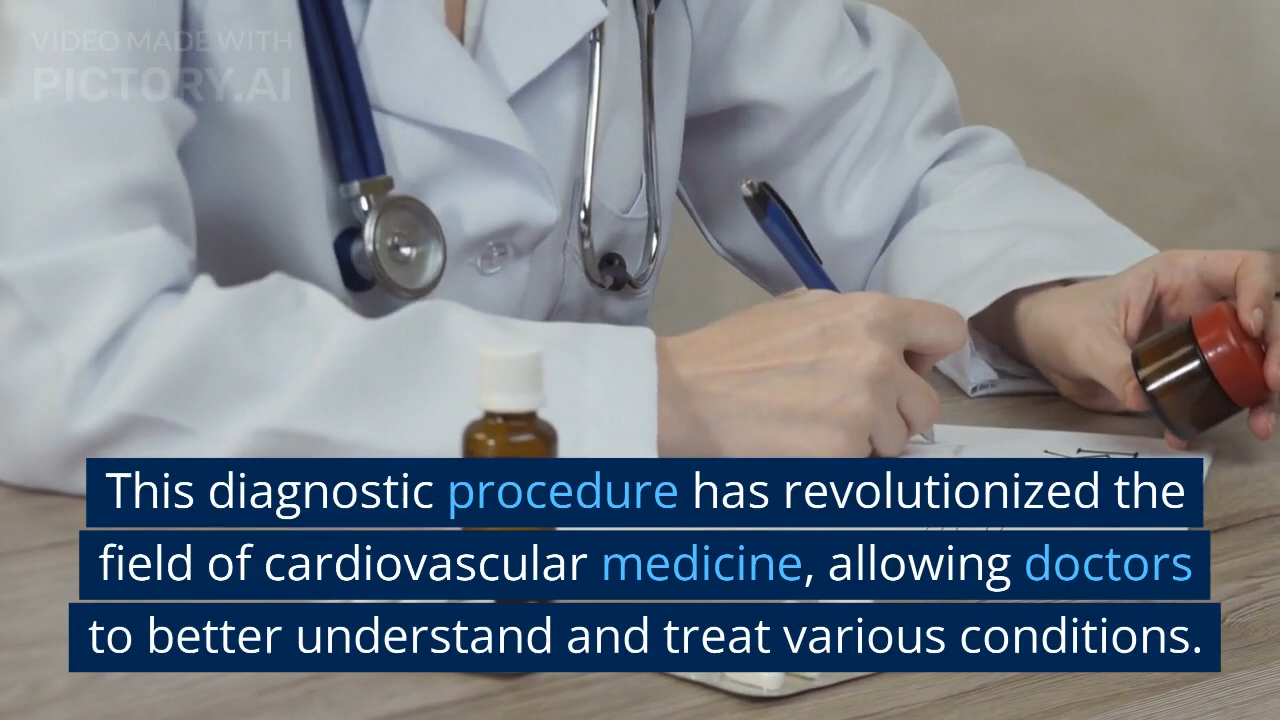 VIDEO MADE WITH
PICTORY.AI
This diagnostic procedure has revolutionized the
field of cardiovascular medicine, allowing doctors
to better understand and treat various conditions.